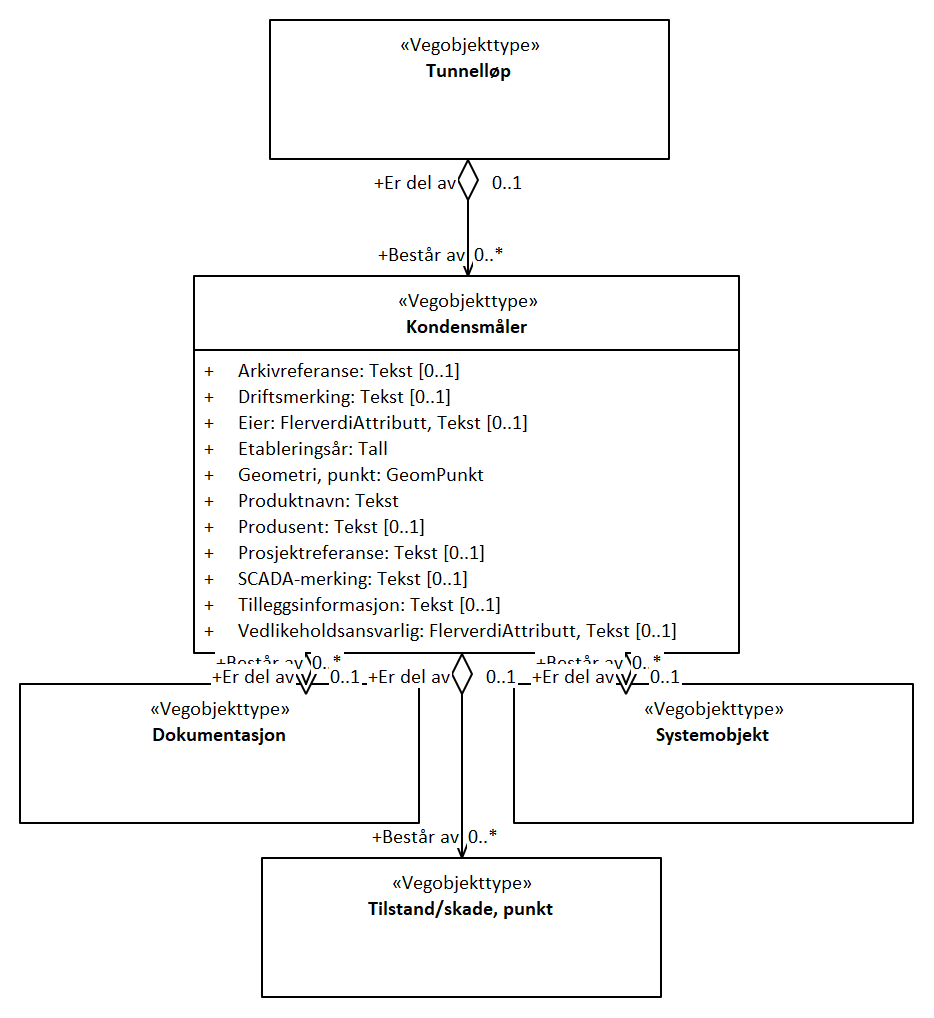 «Vegobjekttype»
Tunnelløp
+Er del av 0..1
+Består av 0..*
«Vegobjekttype»
Kondensmåler
+ Arkivreferanse: Tekst [0..1]
+ Driftsmerking: Tekst [0..1]
+ Eier: FlerverdiAttributt, Tekst [0..1]
+ Etableringsår: Tall
+ Geometri, punkt: GeomPunkt
+ Produktnavn: Tekst
+ Produsent: Tekst [0..1]
+ Prosjektreferanse: Tekst [0..1]
+ SCADA-merking: Tekst [0..1]
+ Tilleggsinformasjon: Tekst [0..1]
+ Vedlikeholdsansvarlig: FlerverdiAttributt, Tekst [0..1]
+Består av 0..* +Består av 0..*
+Er del av 0..1 +Er del av 0..1 +Er del av 0..1
«Vegobjekttype»
Dokumentasjon
«Vegobjekttype»
Systemobjekt
+Består av 0..*
«Vegobjekttype»
Tilstand/skade, punkt